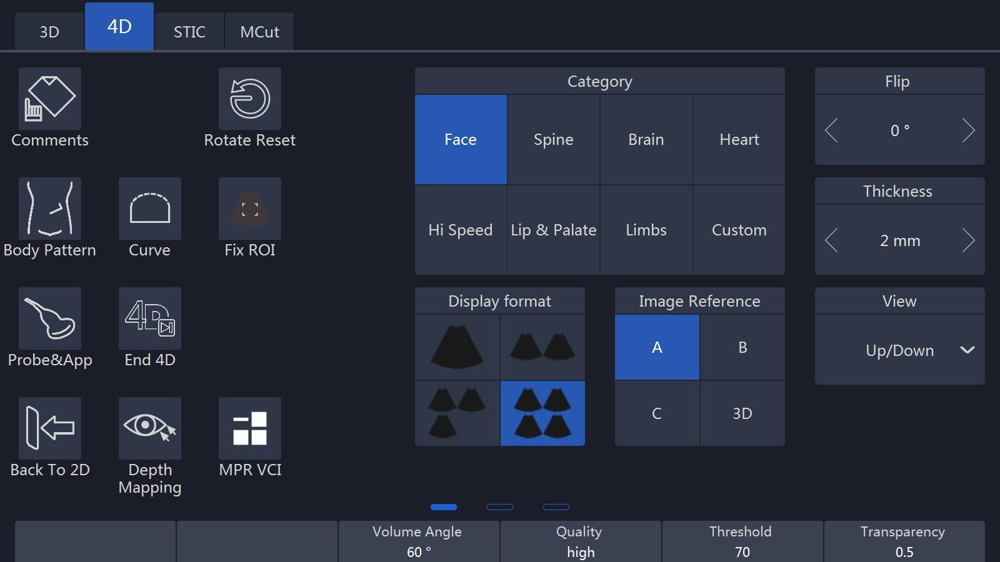 3D
4D
STIC
MCut
Comments
Rotate Reset
Body Pattern
Curve
Fix ROI
Probe&App
4D
End 4D
Back To 2D
Depth
Mapping
MPR VCI
Category
Face
Spine
Brain
Heart
Hi Speed
Lip & Palate
Limbs
Custom
Display format
Image Reference
A
B
C
3D
Flip
0 °
Thickness
2 mm
View
Up/Down
Volume Angle
60 °
Quality
high
Threshold
70
Transparency
0.5